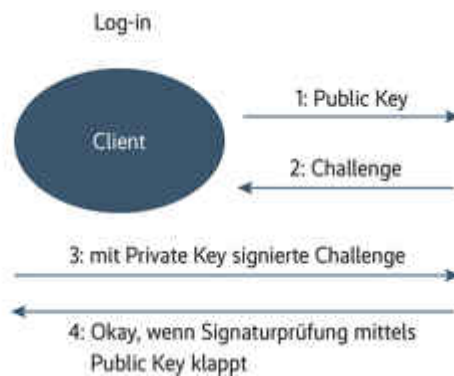 Log-in
Client
1: Public Key
2: Challenge
3: mit Private Key signierte Challenge
4: Okay, wenn Signaturprüfung mittels
Public Key klappt